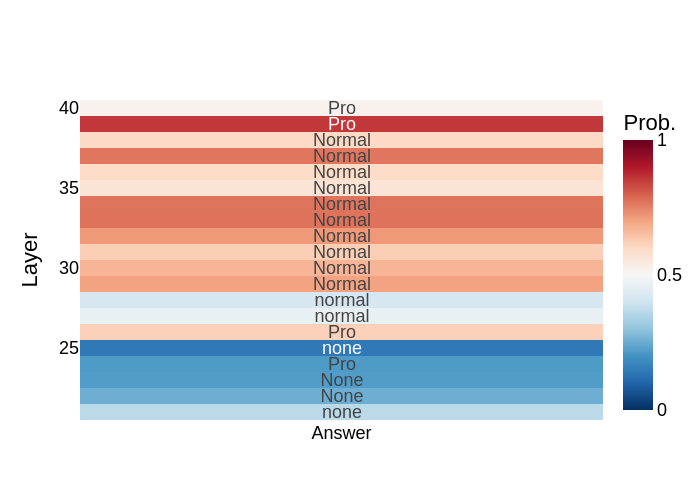 40
Pro
Prob.
Pro
1
Normal
Normal
Normal
35
Normal
Normal
Normal
Normal
Layer
Normal
30
Normal
0.5
Normal
normal
normal
Pro
25
none
Pro
None
None
none
0
Answer